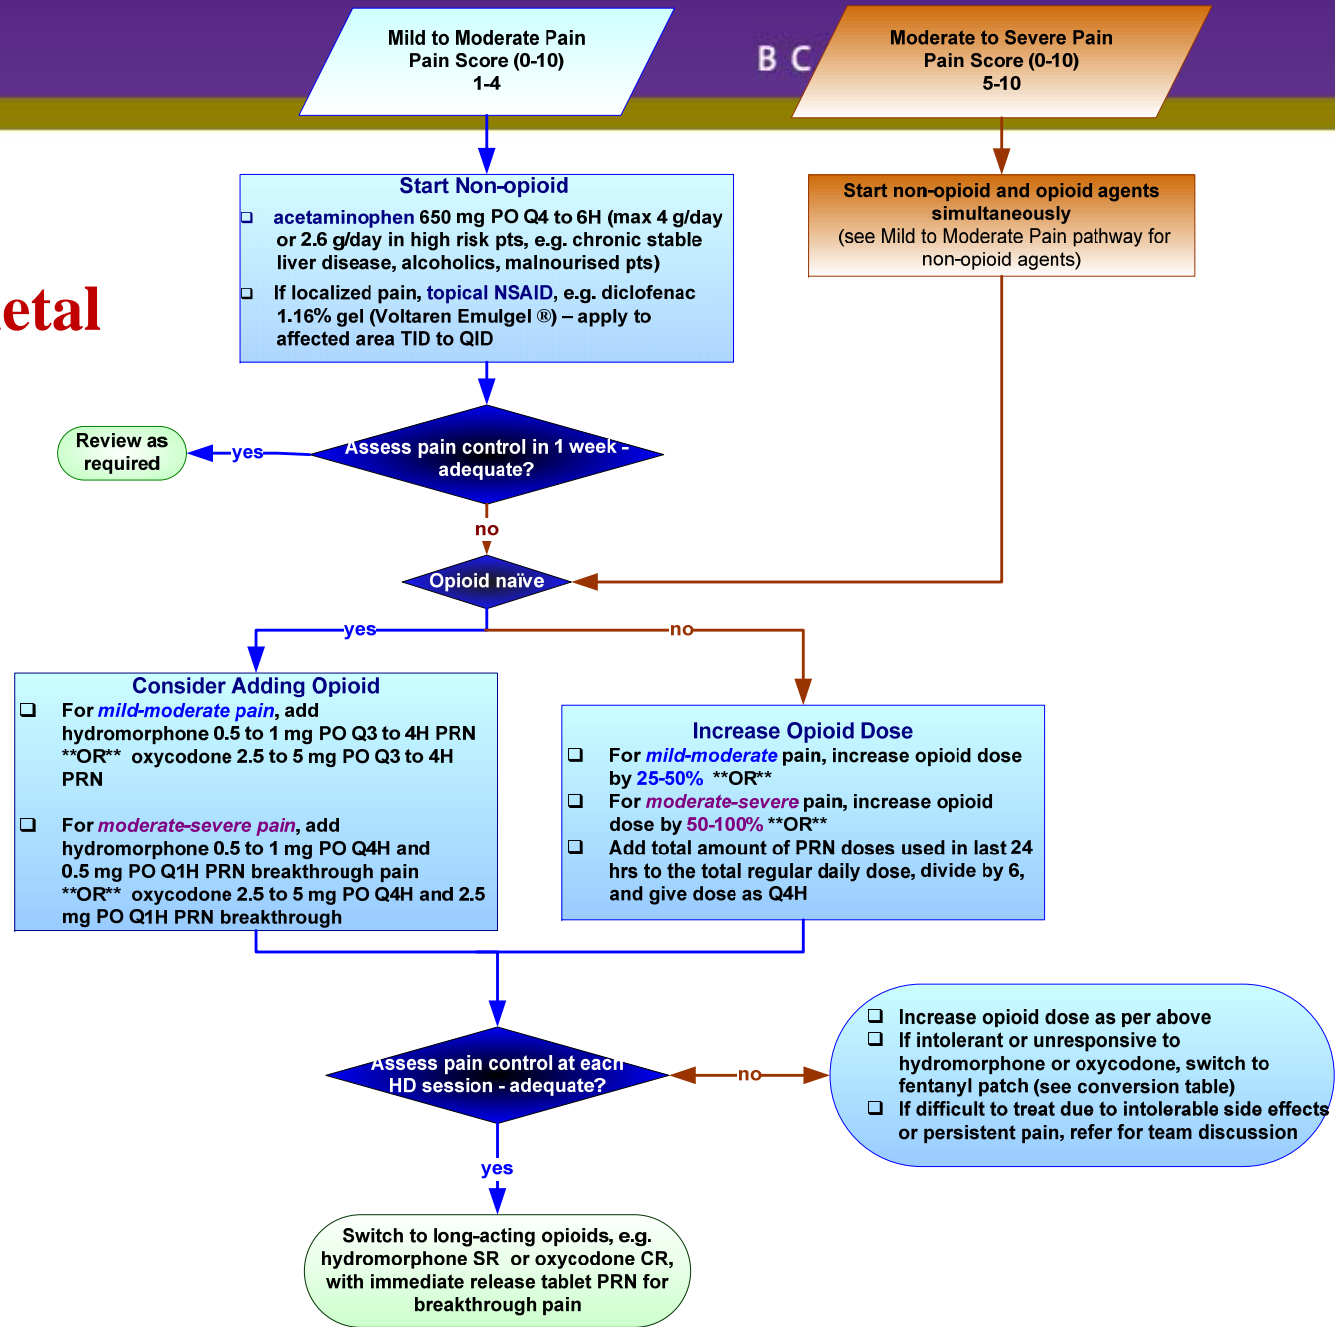 Mild to Moderate Pain
Pain Score (0-10)
1-4
B C
Moderate to Severe Pain
Pain Score (0-10)
5-10
etal
Start Non-opioid
❑ acetaminophen 650 mg PO Q4 to 6H (max 4 g/day
or 2.6 g/day in high risk pts, e.g. chronic stable
liver disease, alcoholics, malnourised pts)
❑ If localized pain, topical NSAID, e.g. diclofenac
1.16% gel (Voltaren Emulgel ®) – apply to
affected area TID to QID
Start non-opioid and opioid agents
simultaneously
(see Mild to Moderate Pain pathway for
non-opioid agents)
Assess pain control in 1 week -
adequate?
yes
Review as
required
no
Opioid naïve
yes
no
Consider Adding Opioid
❑ For mild-moderate pain, add
hydromorphone 0.5 to 1 mg PO Q3 to 4H PRN
**OR** oxycodone 2.5 to 5 mg PO Q3 to 4H
PRN
❑ For moderate-severe pain, add
hydromorphone 0.5 to 1 mg PO Q4H and
0.5 mg PO Q1H PRN breakthrough pain
**OR** oxycodone 2.5 to 5 mg PO Q4H and 2.5
mg PO Q1H PRN breakthrough
Increase Opioid Dose
❑ For mild-moderate pain, increase opioid dose
by 25-50% **OR**
❑ For moderate-severe pain, increase opioid
dose by 50-100% **OR**
❑ Add total amount of PRN doses used in last 24
hrs to the total regular daily dose, divide by 6,
and give dose as Q4H
Assess pain control at each
HD session - adequate?
no
❑ Increase opioid dose as per above
❑ If intolerant or unresponsive to
hydromorphone or oxycodone, switch to
fentanyl patch (see conversion table)
❑ If difficult to treat due to intolerable side effects
or persistent pain, refer for team discussion
yes
Switch to long-acting opioids, e.g.
hydromorphone SR or oxycodone CR,
with immediate release tablet PRN for
breakthrough pain